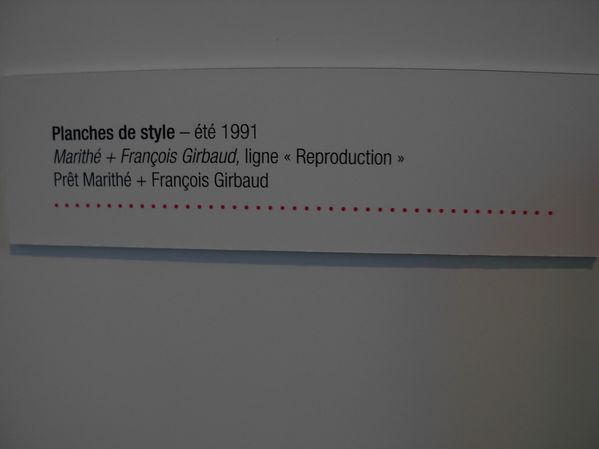 Planches de style – été 1991
Marithé + François Girbaud, ligne « Reproduction »
Prêt Marithé + François Girbaud